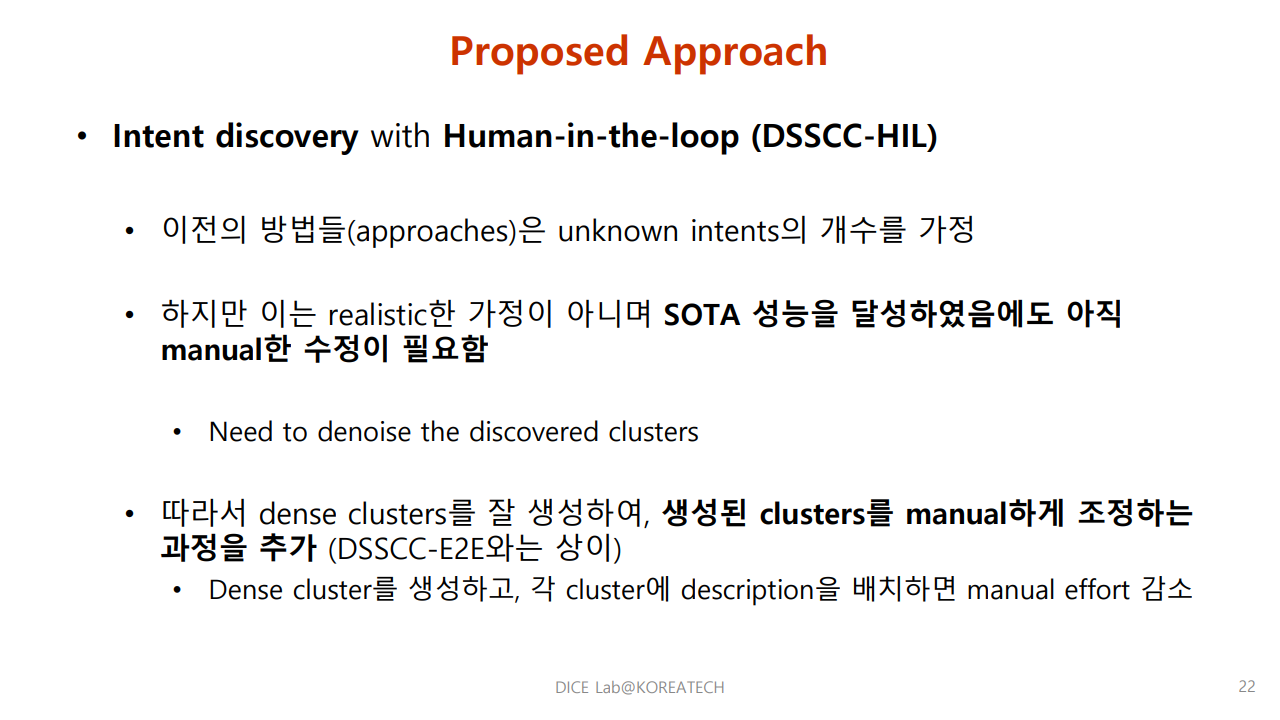 Proposed Approach
• Intent discovery with Human-in-the-loop (DSSCC-HIL)
• 이전의 방법들(approaches)은 unknown intents의 개수를 가정
• 하지만 이는 realistic한 가정이 아니며 SOTA 성능을 달성하였음에도 아직
manual한 수정이 필요함
• Need to denoise the discovered clusters
• 따라서 dense clusters를 잘 생성하여, 생성된 clusters를 manual하게 조정하는
과정을 추가 (DSSCC-E2E와는 상이)
• Dense cluster를 생성하고, 각 cluster에 description을 배치하면 manual effort 감소
DICE Lab@KOREATECH
22